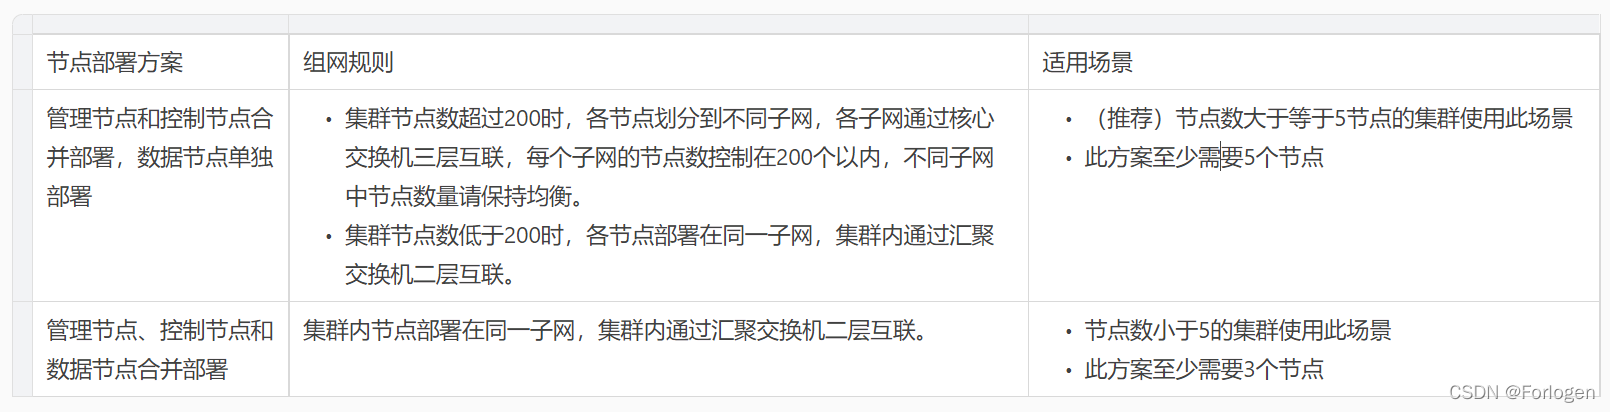 节点部署方案
组网规则
适用场景
管理节点和控制节点合
并部署，数据节点单独
部署
• 集群节点数超过200时，各节点划分到不同子网，各子网通过核心
交换机三层互联，每个子网的节点数控制在200个以内，不同子网
中节点数量请保持均衡。
• 集群节点数低于200时，各节点部署在同一子网，集群内通过汇聚
交换机二层互联。
• （推荐）节点数大于等于5节点的集群使用此场景
• 此方案至少需要5个节点
管理节点、控制节点和
数据节点合并部署
集群内节点部署在同一子网，集群内通过汇聚交换机二层互联。
• 节点数小于5的集群使用此场景
• 此方案至少需要3个节点
CSDN @Forlogen